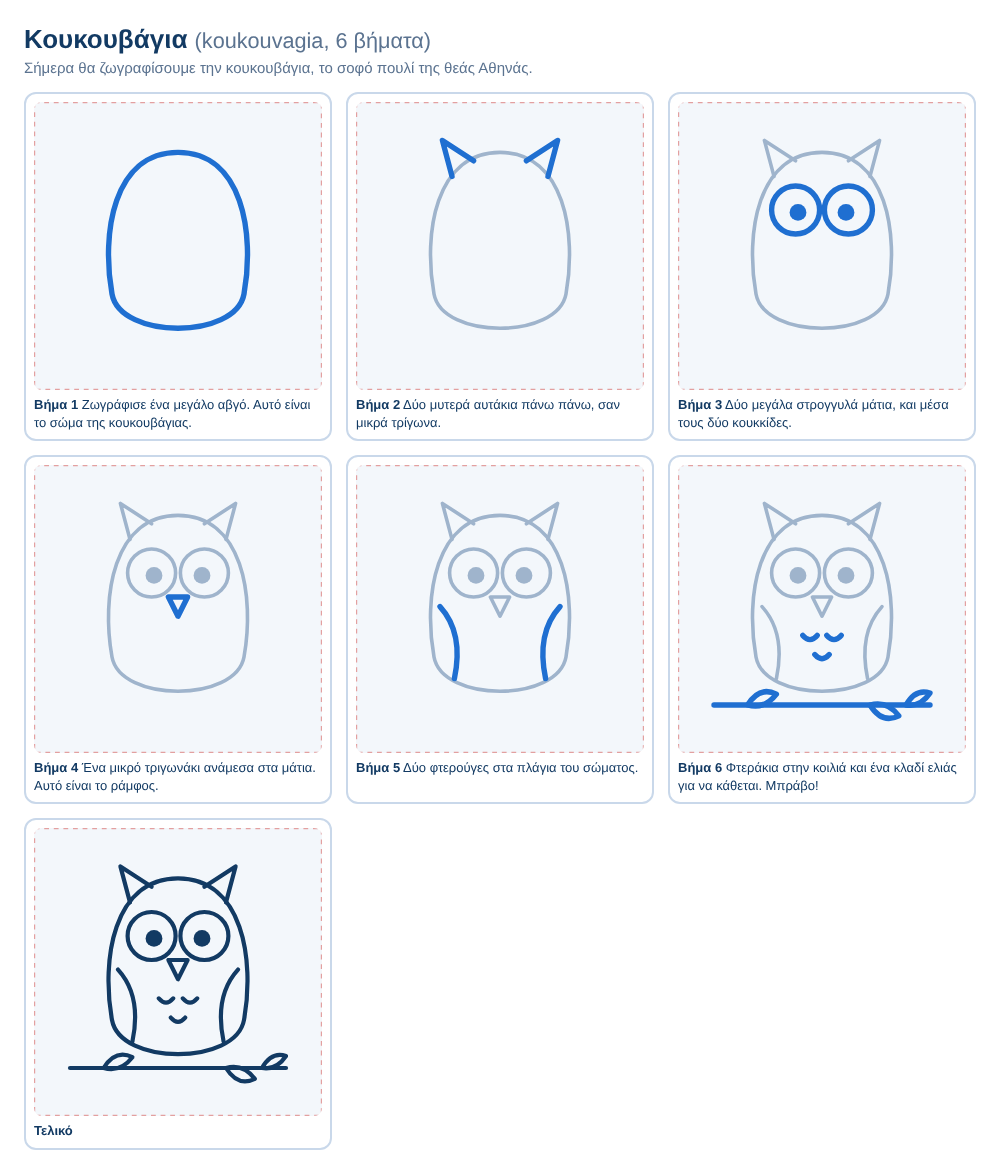 Κουκουβάγια (koukouvagia, 6 βήματα)
Σήμερα θα ζωγραφίσουμε την κουκουβάγια, το σοφό πουλί της θεάς Αθηνάς.
Βήμα 1 Ζωγράφισε ένα μεγάλο αβγό. Αυτό είναι
το σώμα της κουκουβάγιας.
Βήμα 2 Δύο μυτερά αυτάκια πάνω πάνω, σαν
μικρά τρίγωνα.
Βήμα 3 Δύο μεγάλα στρογγυλά μάτια, και μέσα
τους δύο κουκκίδες.
Βήμα 4 Ένα μικρό τριγωνάκι ανάμεσα στα μάτια.
Αυτό είναι το ράμφος.
Βήμα 5 Δύο φτερούγες στα πλάγια του σώματος.
Βήμα 6 Φτεράκια στην κοιλιά και ένα κλαδί ελιάς
για να κάθεται. Μπράβο!
Τελικό